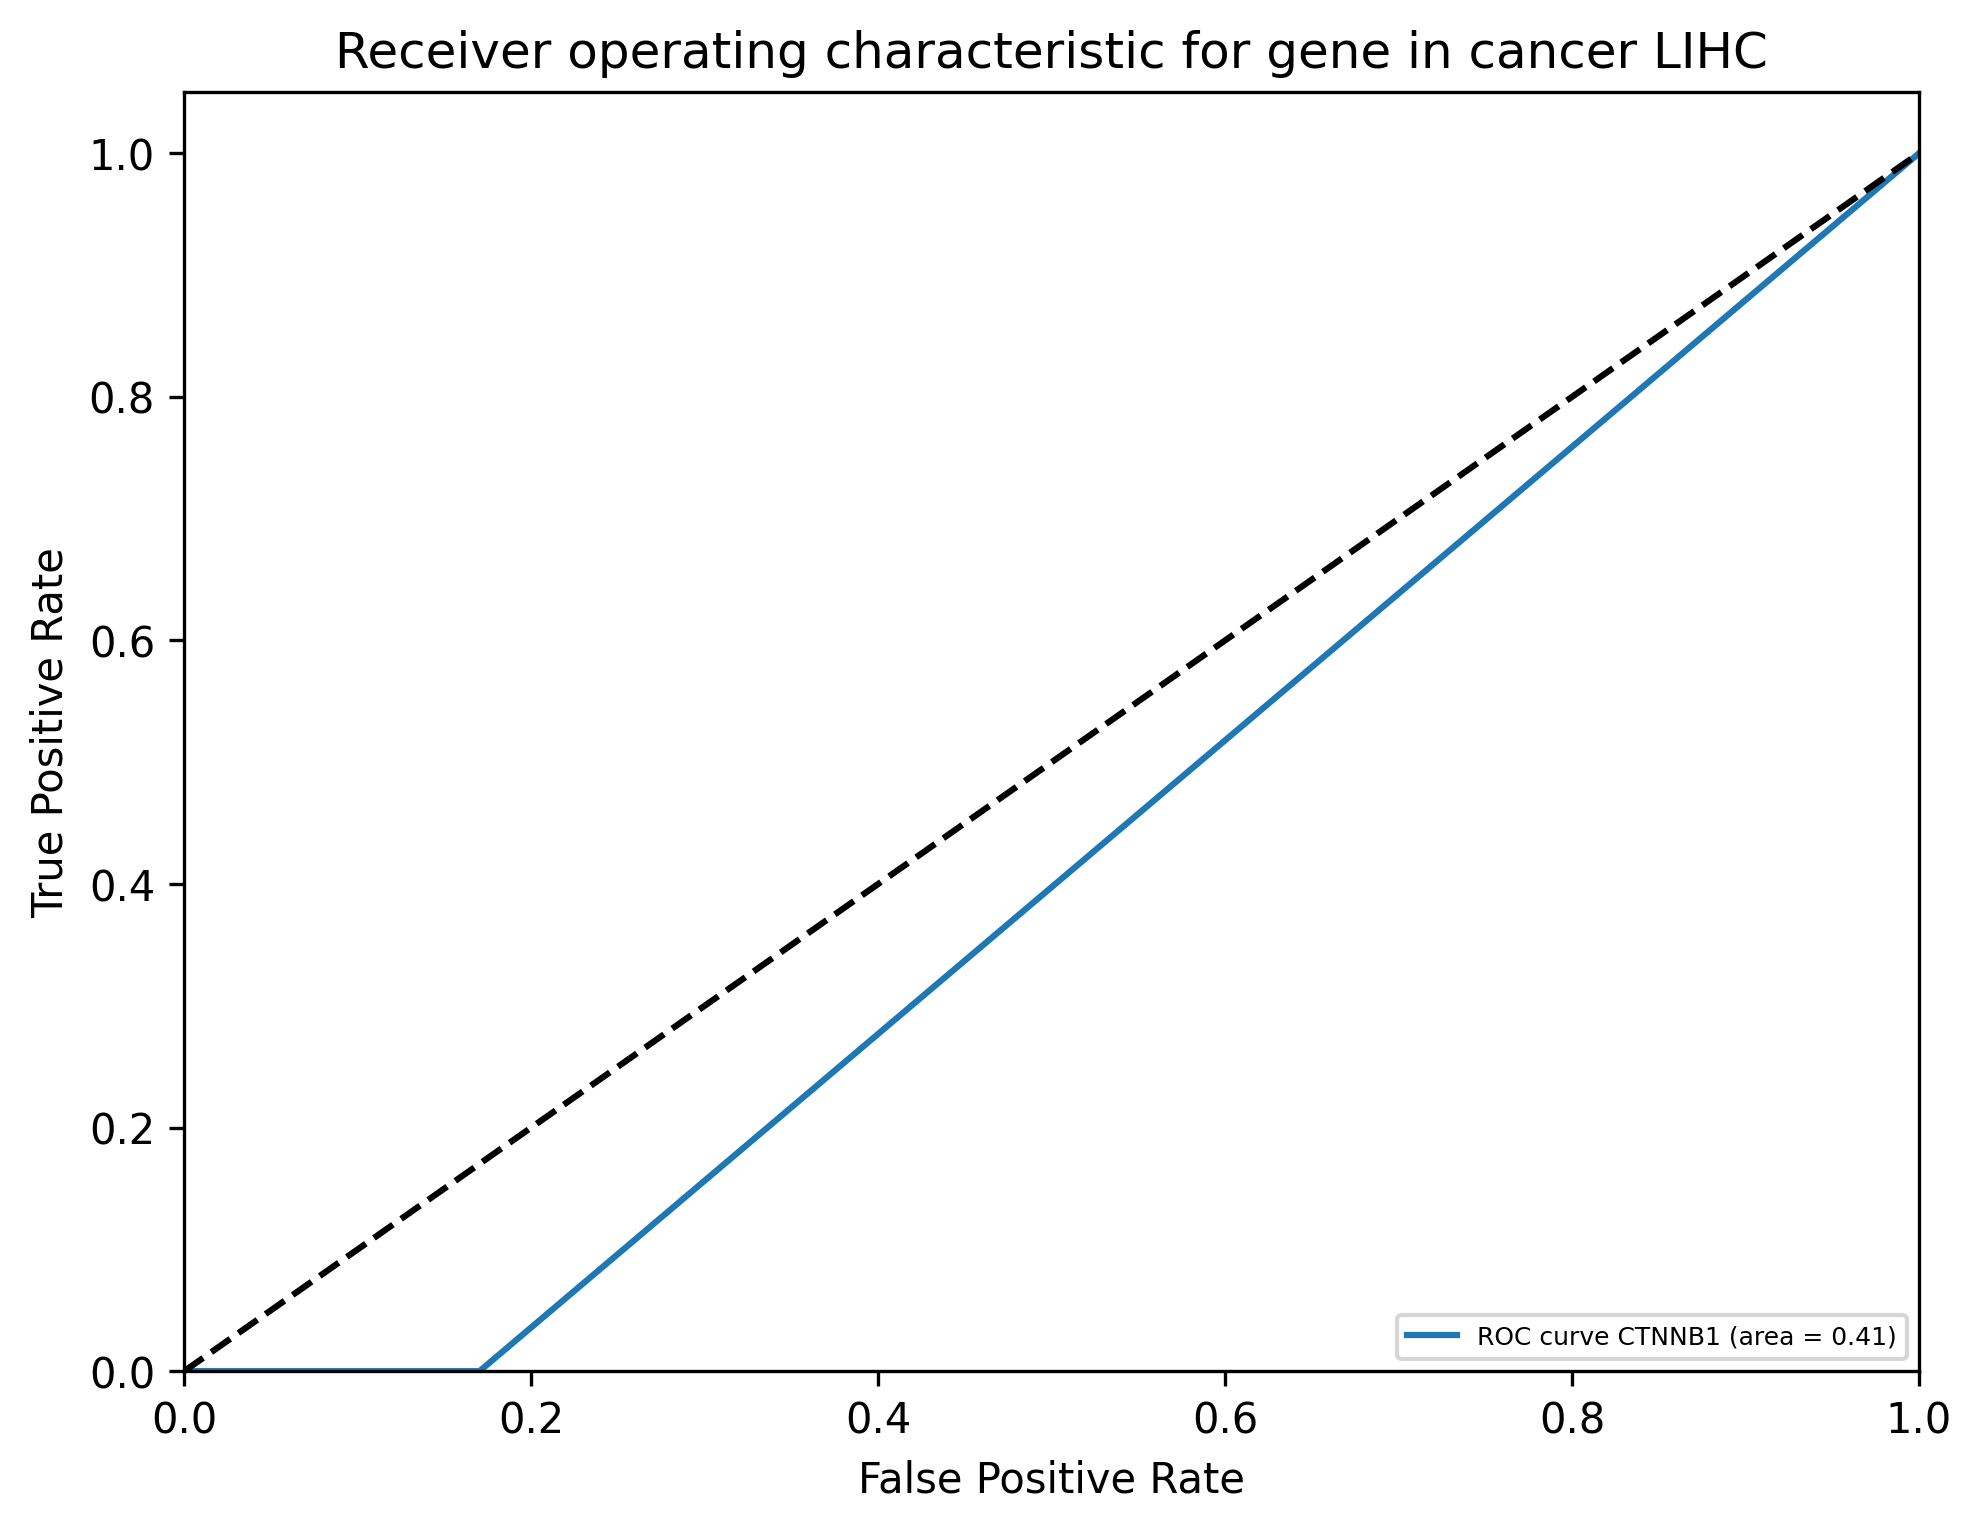 Receiver operating characteristic for gene in cancer LIHC
1.0
0.8
0.6
0.4
0.2
0.0
True Positive Rate
ROC curve CTNNB1 (area = 0.41)
0.0 0.2 0.4 0.6 0.8 1.0
False Positive Rate